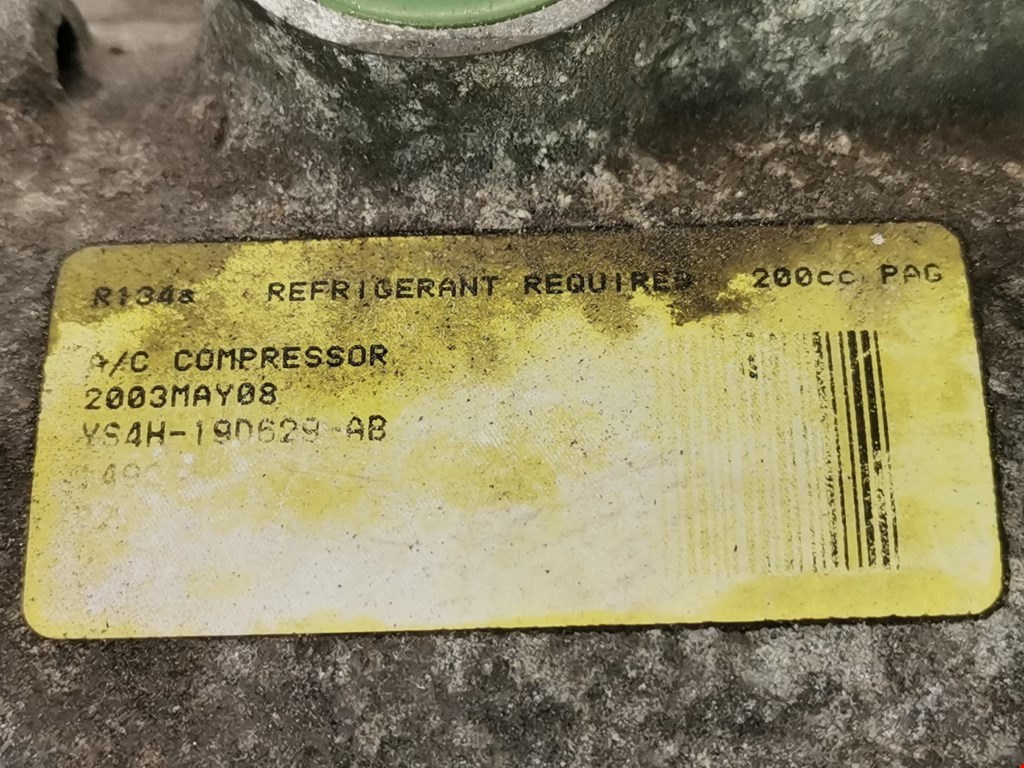 R134a REFRIGERANT REQUIRED 200cc PAG
A/C COMPRESSOR
2003MAY08
YS4H-19D629-AB